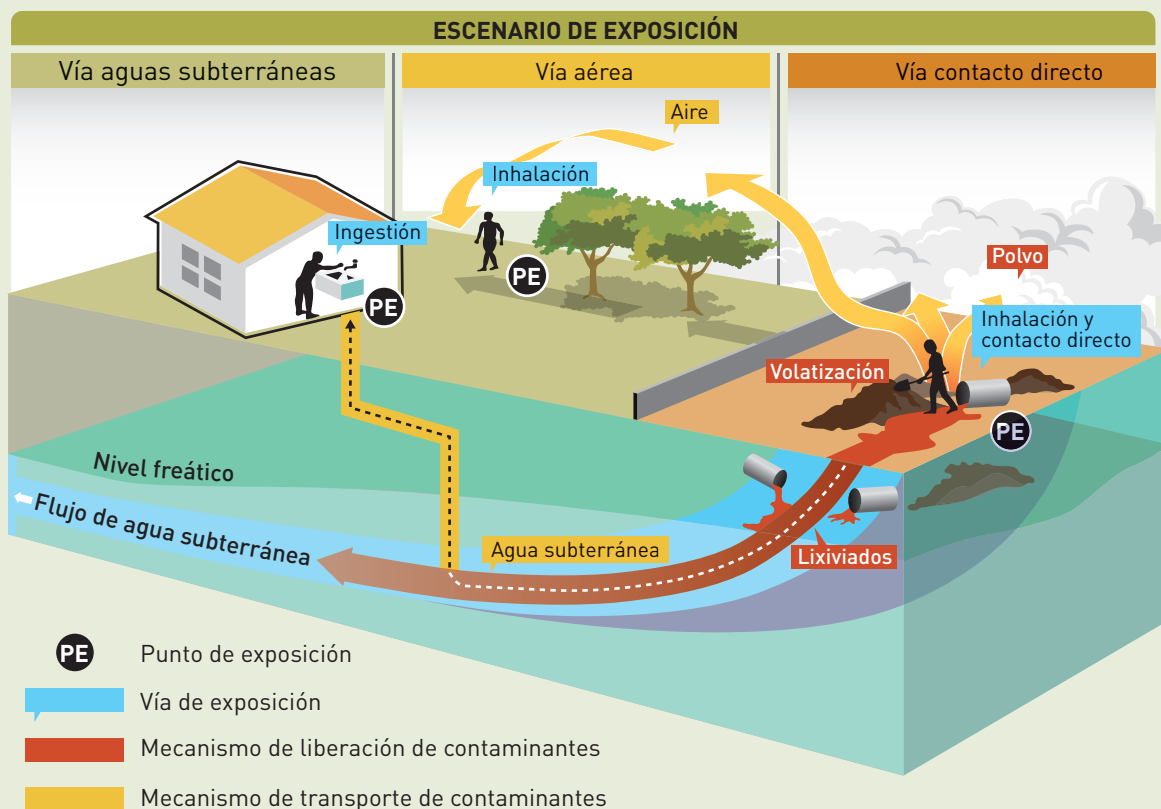 ESCENARIO DE EXPOSICIÓN
Vía aguas subterráneas
Vía aérea
Vía contacto directo
Aire
Inhalación
Ingestión
PE
PE
Polvo
Inhalación y
contacto directo
Volatización
PE
Nivel freático
Flujo de agua subterránea
Agua subterránea
Lixiviados
PE
Punto de exposición
Vía de exposición
Mecanismo de liberación de contaminantes
Mecanismo de transporte de contaminantes